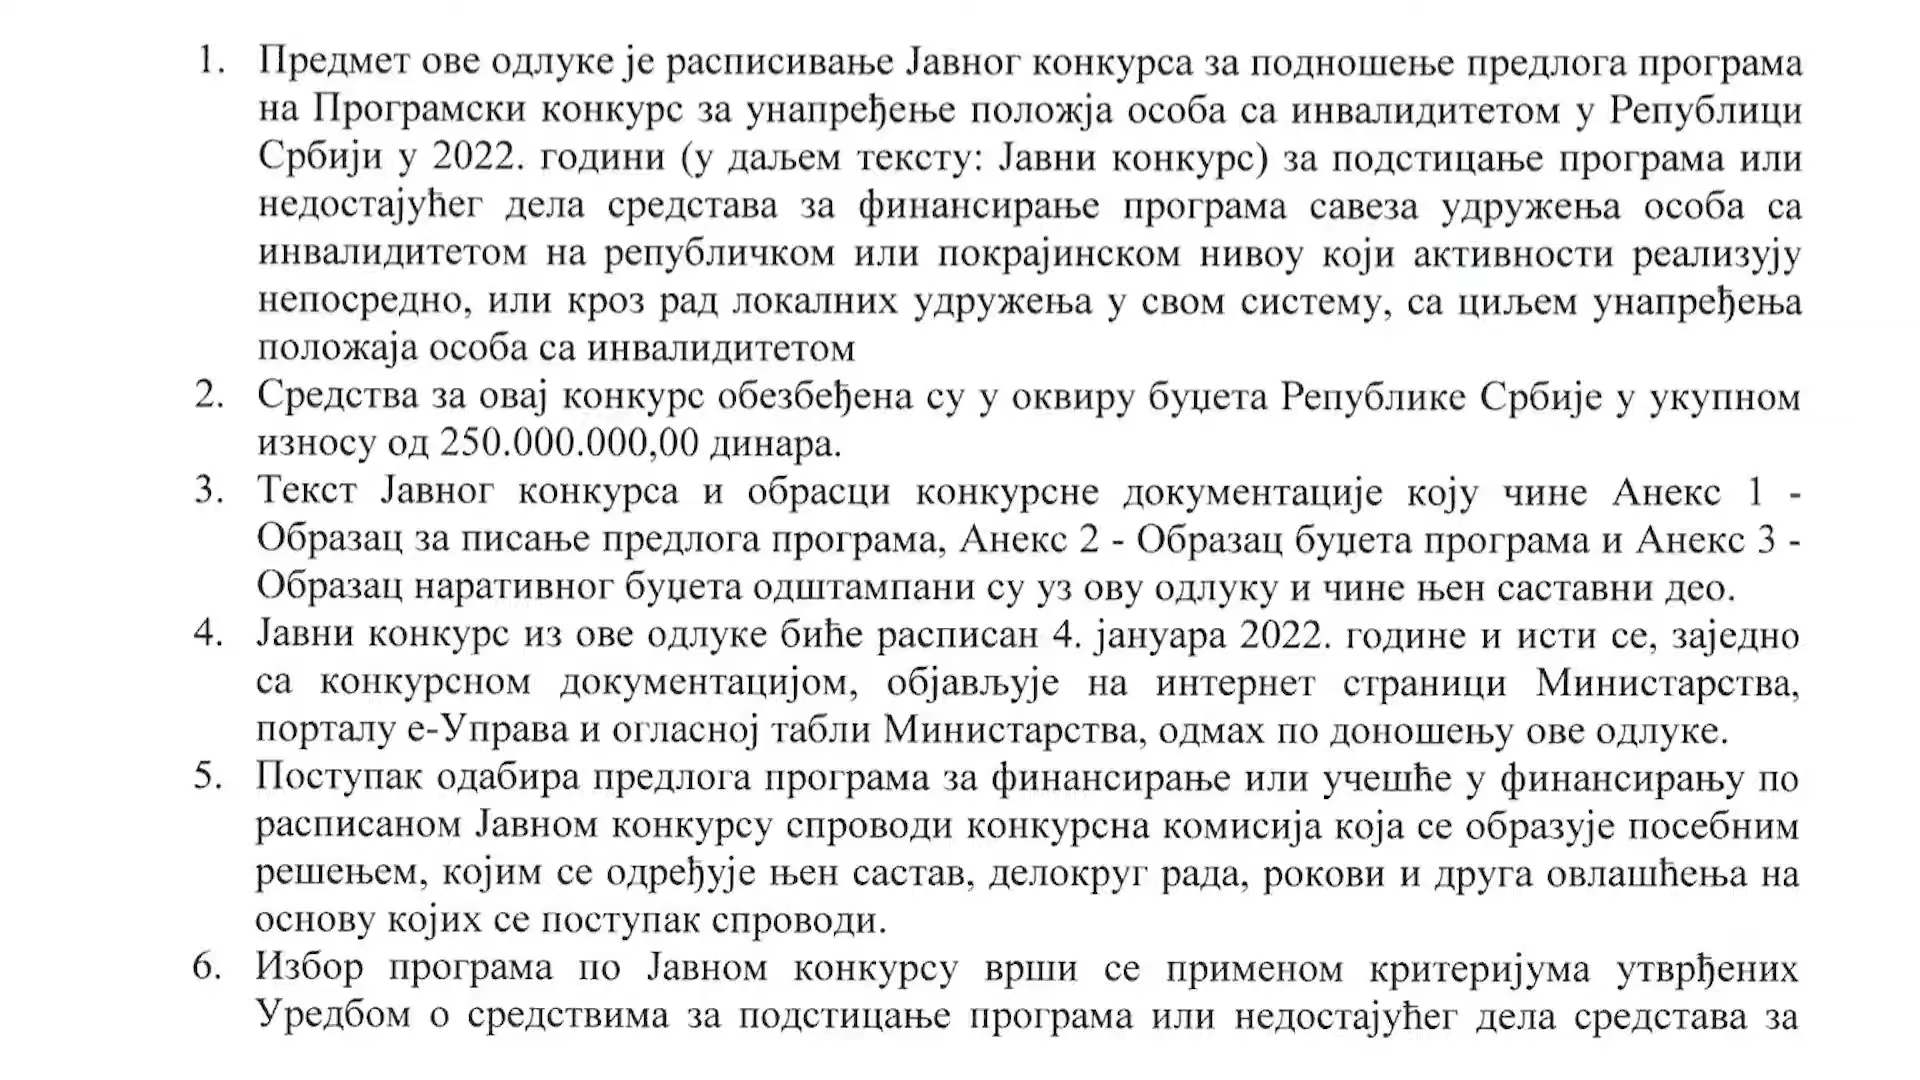 1. Предмет ове одлуке је расписивање Јавног конкурса за подношење предлога програма
на Програмски конкурс за унапређење положја особа са инвалидитетом у Републици
Србији у 2022. години (у даљем тексту: Јавни конкурс) за подстицање програма или
недостајућег дела средстава за финансирање програма савеза удружења особа са
инвалидитетом на републичком или покрајинском нивоу који активности реализују
непосредно, или кроз рад локалних удружења у свом систему, са циљем унапређења
положаја особа са инвалидитетом
2. Средства за овај конкурс обезбеђена су у оквиру буџета Републике Србије у укупном
износу од 250.000.000,00 динара.
3. Текст Јавног конкурса и обрасци конкурсне документације коју чине Анекс 1 -
Образац за писање предлога програма, Анекс 2 - Образац буџета програма и Анекс 3 -
Образац наративног буџета одштампани су уз ову одлуку и чине њен саставни део.
4. Јавни конкурс из ове одлуке биће расписан 4. јануара 2022. године и исти се, заједно
са конкурсном документацијом, објављује на интернет страници Министарства,
порталу е-Управа и огласној табли Министарства, одмах по доношењу ове одлуке.
5. Поступак одабира предлога програма за финансирање или учешће у финансирању по
расписаном Јавном конкурсу спроводи конкурсна комисија која се образује посебним
решењем, којим се одређује њен састав, делокруг рада, рокови и друга овлашћења на
основу којих се поступак спроводи.
6. Избор програма по Јавном конкурсу врши се применом критеријума утврђених
Уредбом о средствима за подстицање програма или недостајућег дела средстава за